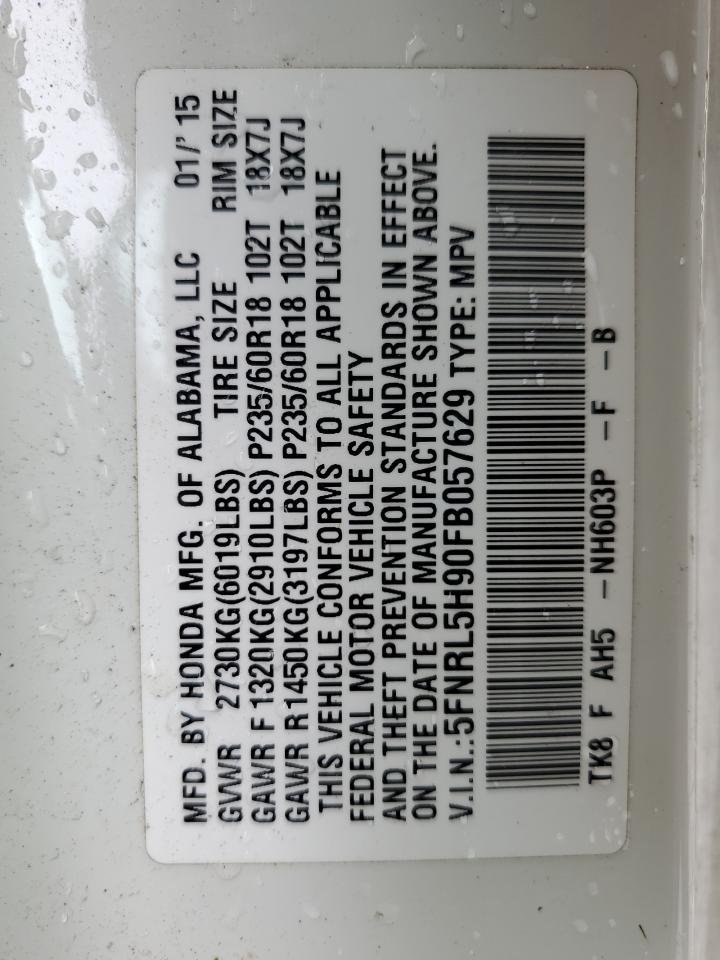 MFD. BY HONDA MFG. OF ALABAMA, LLC 01/'15
GVWR 2730KG(6019LBS) TIRE SIZE RIM SIZE
GAWR F 1320KG(2910LBS) P235/60R18 102T 18X7J
GAWR R1450KG(3197LBS) P235/60R18 102T 18X7J
THIS VEHICLE CONFORMS TO ALL APPLICABLE
FEDERAL MOTOR VEHICLE SAFETY
AND THEFT PREVENTION STANDARDS IN EFFECT
ON THE DATE OF MANUFACTURE SHOWN ABOVE.
V.I.N.:5FNRL5H90FB057629 TYPE: MPV
TK8 F AH5 -NH603P -F -B